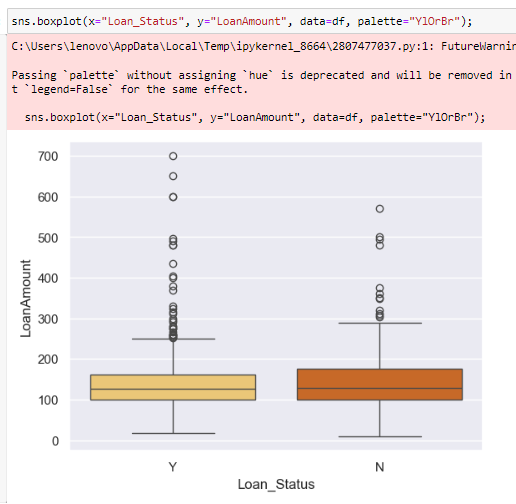 sns.boxplot(x="Loan_Status", y="LoanAmount", data=df, palette="YlOrBr");
C:\Users\lenovo\AppData\Local\Temp\ipykernel_8664\2807477037.py:1: FutureWarnin
Passing `palette` without assigning `hue` is deprecated and will be removed in
t `legend=False` for the same effect.
sns.boxplot(x="Loan_Status", y="LoanAmount", data=df, palette="YlOrBr");
700
600
500
400
300
200
100
0
LoanAmount
Y N
Loan_Status